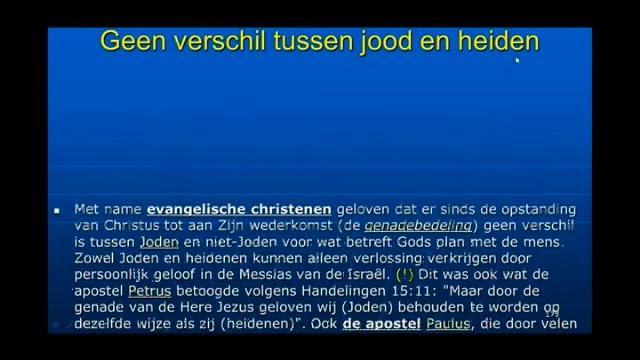 Geen verschil tussen jood en heiden
Met name evangelische christenen geloven dat er sinds de opstanding
van Christus tot aan Zijn wederkomst (de genadebedeling) geen verschil
is tussen Joden en niet-Joden voor wat betreft Gods plan met de mens.
Zowel Joden en heidenen kunnen alleen verlossing verkrijgen door
persoonlijk geloof in de Messias van de Israël. (!) Dit was ook wat de
apostel Petrus betoogde volgens Handelingen 15:11: "Maar door de
genade van de Here Jezus geloven wij (Joden) behouden te worden op
dezelfde wijze als zij (heidenen)". Ook de apostel Paulus, die door velen